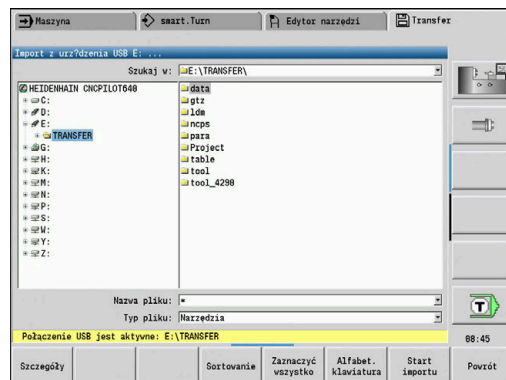 Maszyna
smart.Turn
Edytor narzędzi
Transfer
Import z urz?dzenia USB E: ...
Szukaj w: E:\TRANSFER\
HEIDENHAIN CNCPILOT640
C:
D:
E:
TRANSFER
G:
H:
K:
M:
N:
P:
S:
W:
Y:
Z:
data
gtz
ldm
ncps
para
Project
table
tool
tool_4290
Nazwa pliku: *
Typ pliku: Narzędzia
Połączenie USB jest aktywne: E:\TRANSFER
T
08:45
Szczegóły
Sortowanie
Zaznaczyć
wszystko
Alfabet.
klawiatura
Start
importu
Powrót